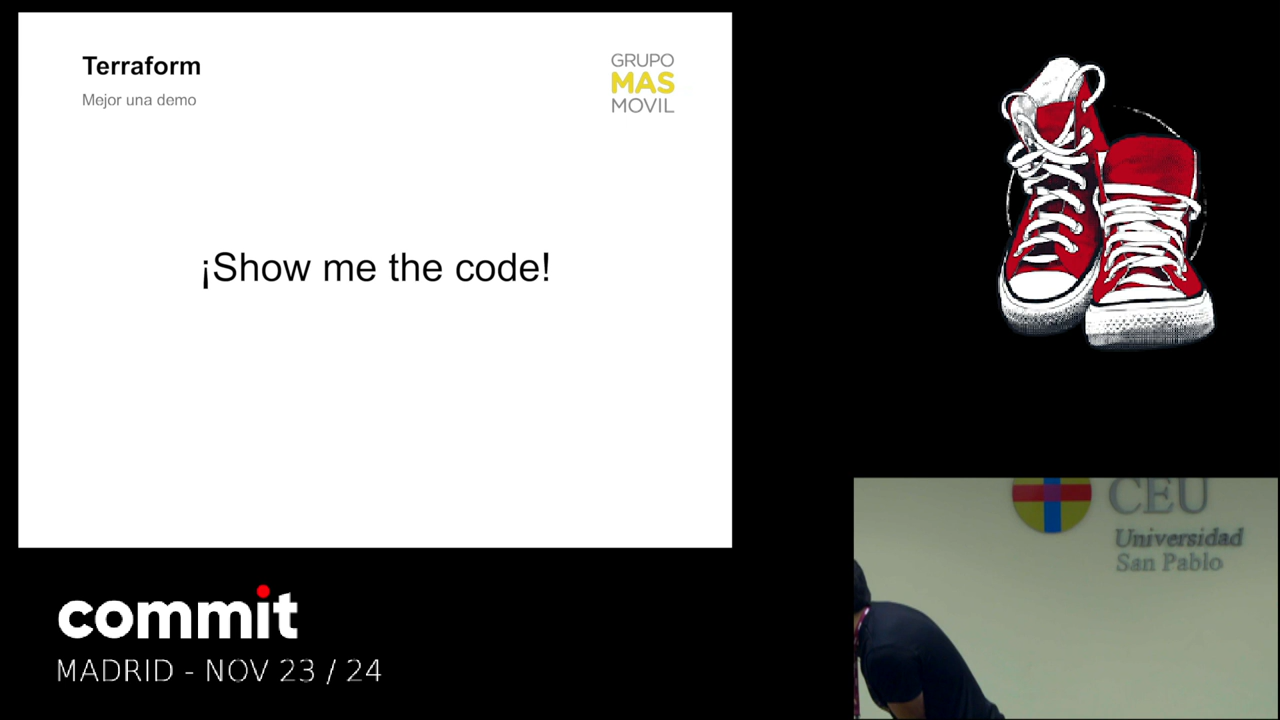 Terraform
Mejor una demo
GRUPO
MAS
MOVIL
¡Show me the code!
commit
MADRID - NOV 23 / 24
CEU
Universidad
San Pablo